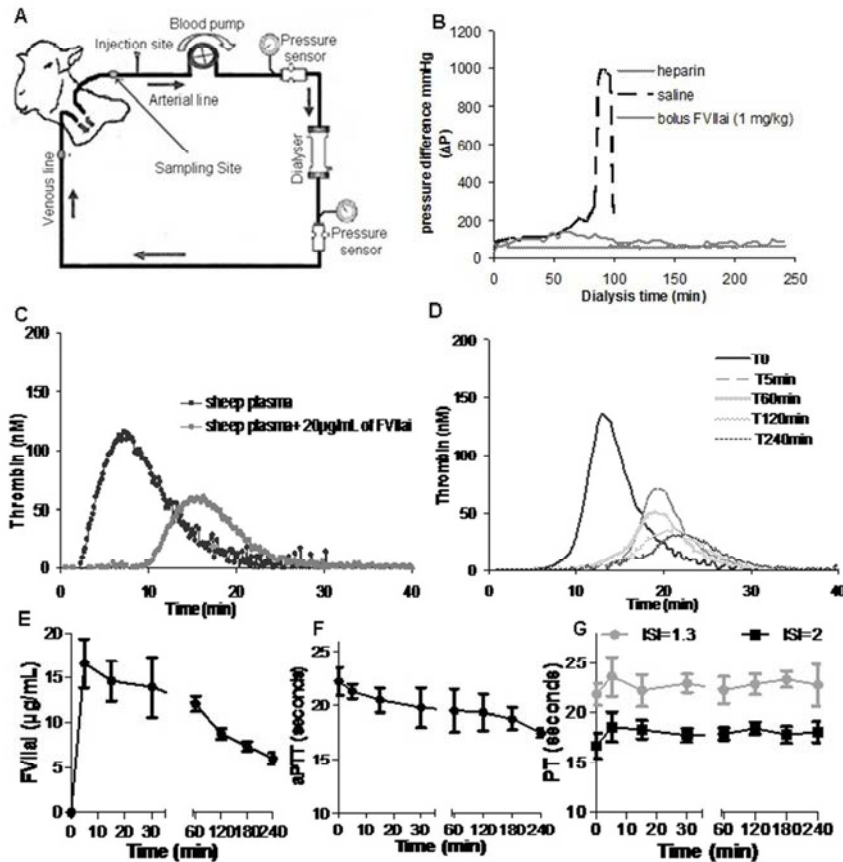 A
Blood pump
Injection site
Pressure
sensor
Arterial line
Dialyser
Venous line
Sampling Site
Pressure
sensor
B
pressure difference mmHg
(ΔP)
1200
1000
800
600
400
200
0
heparin
saline
bolus FVIIai (1 mg/kg)
0
50
100
150
200
250
Dialysis time (min)
C
Thrombin (nM)
200
150
100
50
0
sheep plasma
sheep plasma+ 20µg/mL of FVIIai
0
10
20
30
40
Time (min)
D
Thrombin (nM)
200
150
100
50
0
T0
T5min
T60min
T120min
T240min
0
10
20
30
40
Time (min)
E
FVIIaI (µg/mL)
20
15
10
5
0
0 10 20 30 60 120 180 240
Time (min)
F
aPTT (seconds)
25
20
15
10
0 10 20 30 60 120 180 240
Time (min)
G
ISI=1.3
ISI=2
PT (seconds)
25
20
15
10
0 10 20 30 60 120 180 240
Time (min)